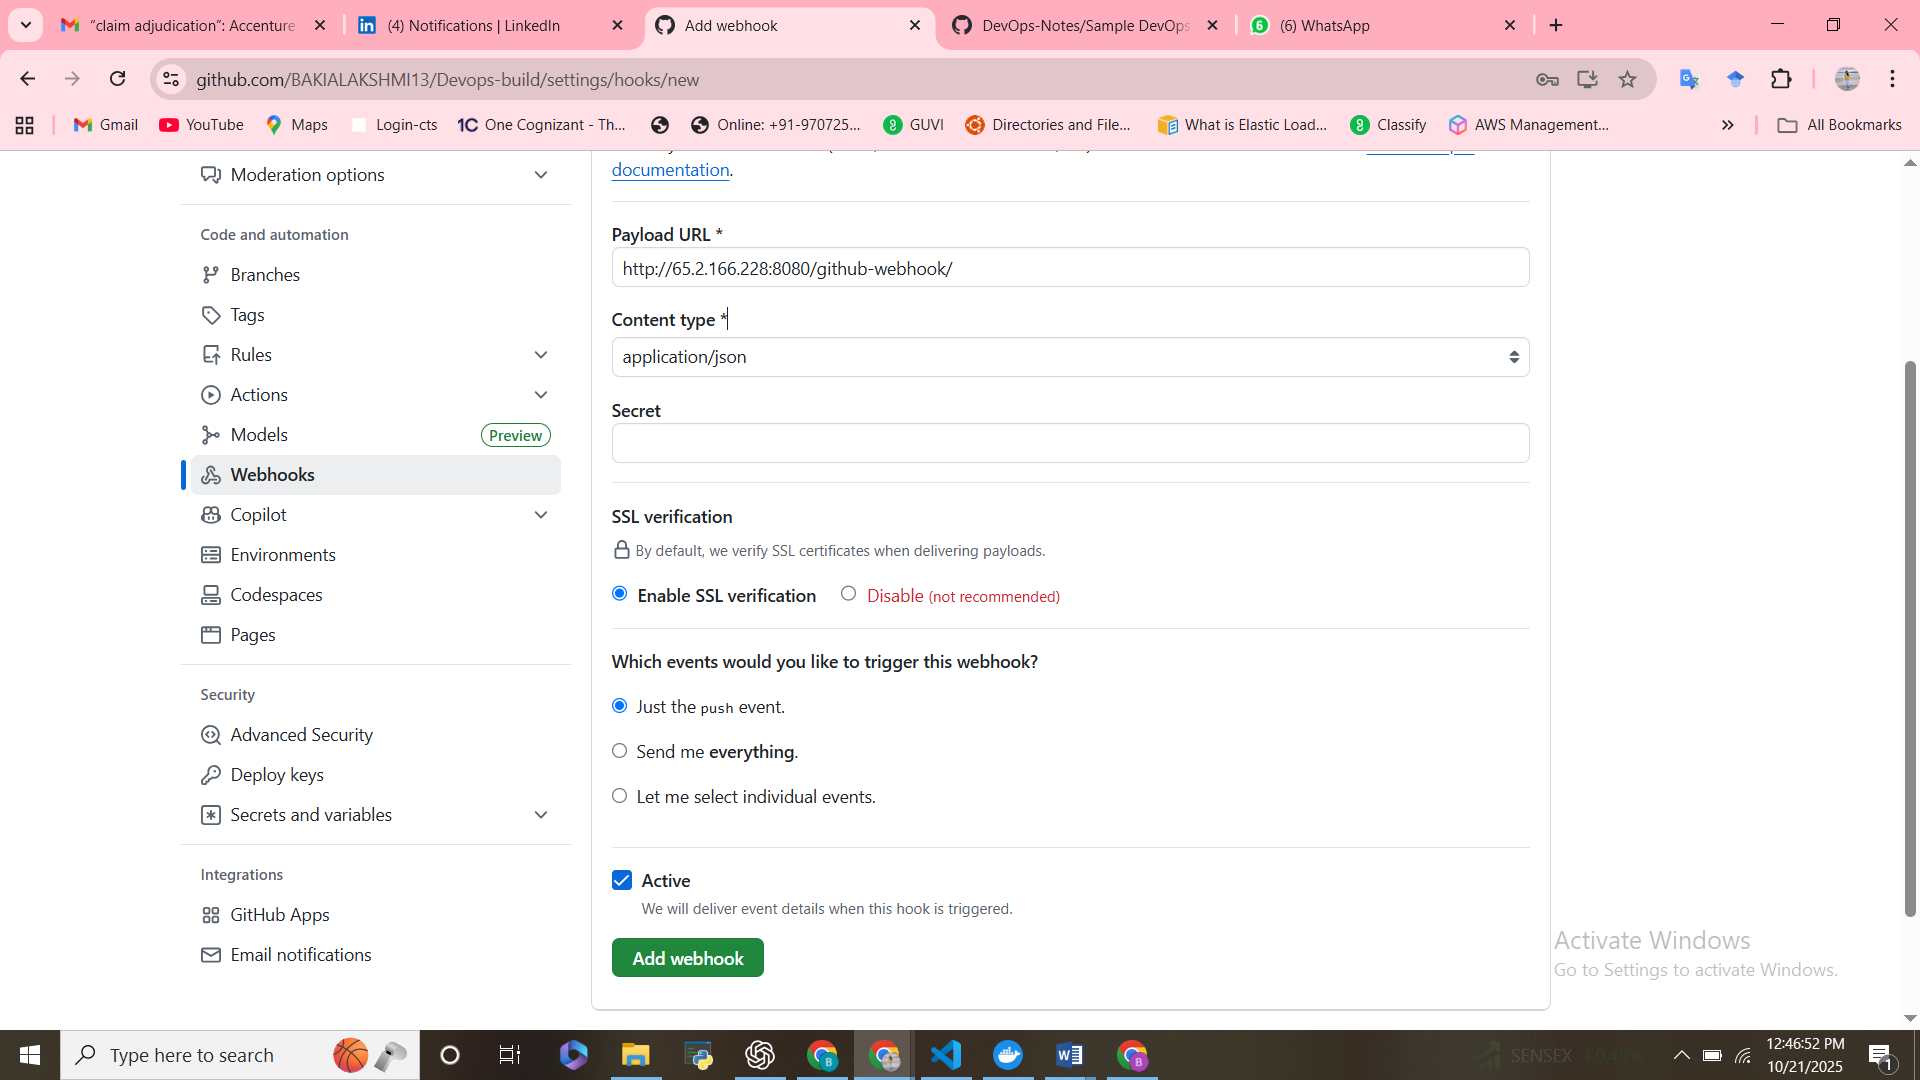 “claim adjudication”: Accenture
(4) Notifications | LinkedIn
Add webhook
DevOps-Notes/Sample DevOps
(6) WhatsApp
github.com/BAKIALAKSHMI13/Devops-build/settings/hooks/new
Gmail
YouTube
Maps
Login-cts
One Cognizant - Th...
Online: +91-970725...
GUVI
Directories and File...
What is Elastic Load...
Classify
AWS Management...
All Bookmarks
Moderation options
Code and automation
Branches
Tags
Rules
Actions
Models Preview
Webhooks
Copilot
Environments
Codespaces
Pages
Security
Advanced Security
Deploy keys
Secrets and variables
Integrations
GitHub Apps
Email notifications
documentation.
Payload URL *
http://65.2.166.228:8080/github-webhook/
Content type *
application/json
Secret
SSL verification
By default, we verify SSL certificates when delivering payloads.
Enable SSL verification Disable (not recommended)
Which events would you like to trigger this webhook?
Just the push event.
Send me everything.
Let me select individual events.
Active
We will deliver event details when this hook is triggered.
Add webhook
Activate Windows
Go to Settings to activate Windows.
Type here to search
SENSEX +0.49%
12:46:52 PM
10/21/2025
1